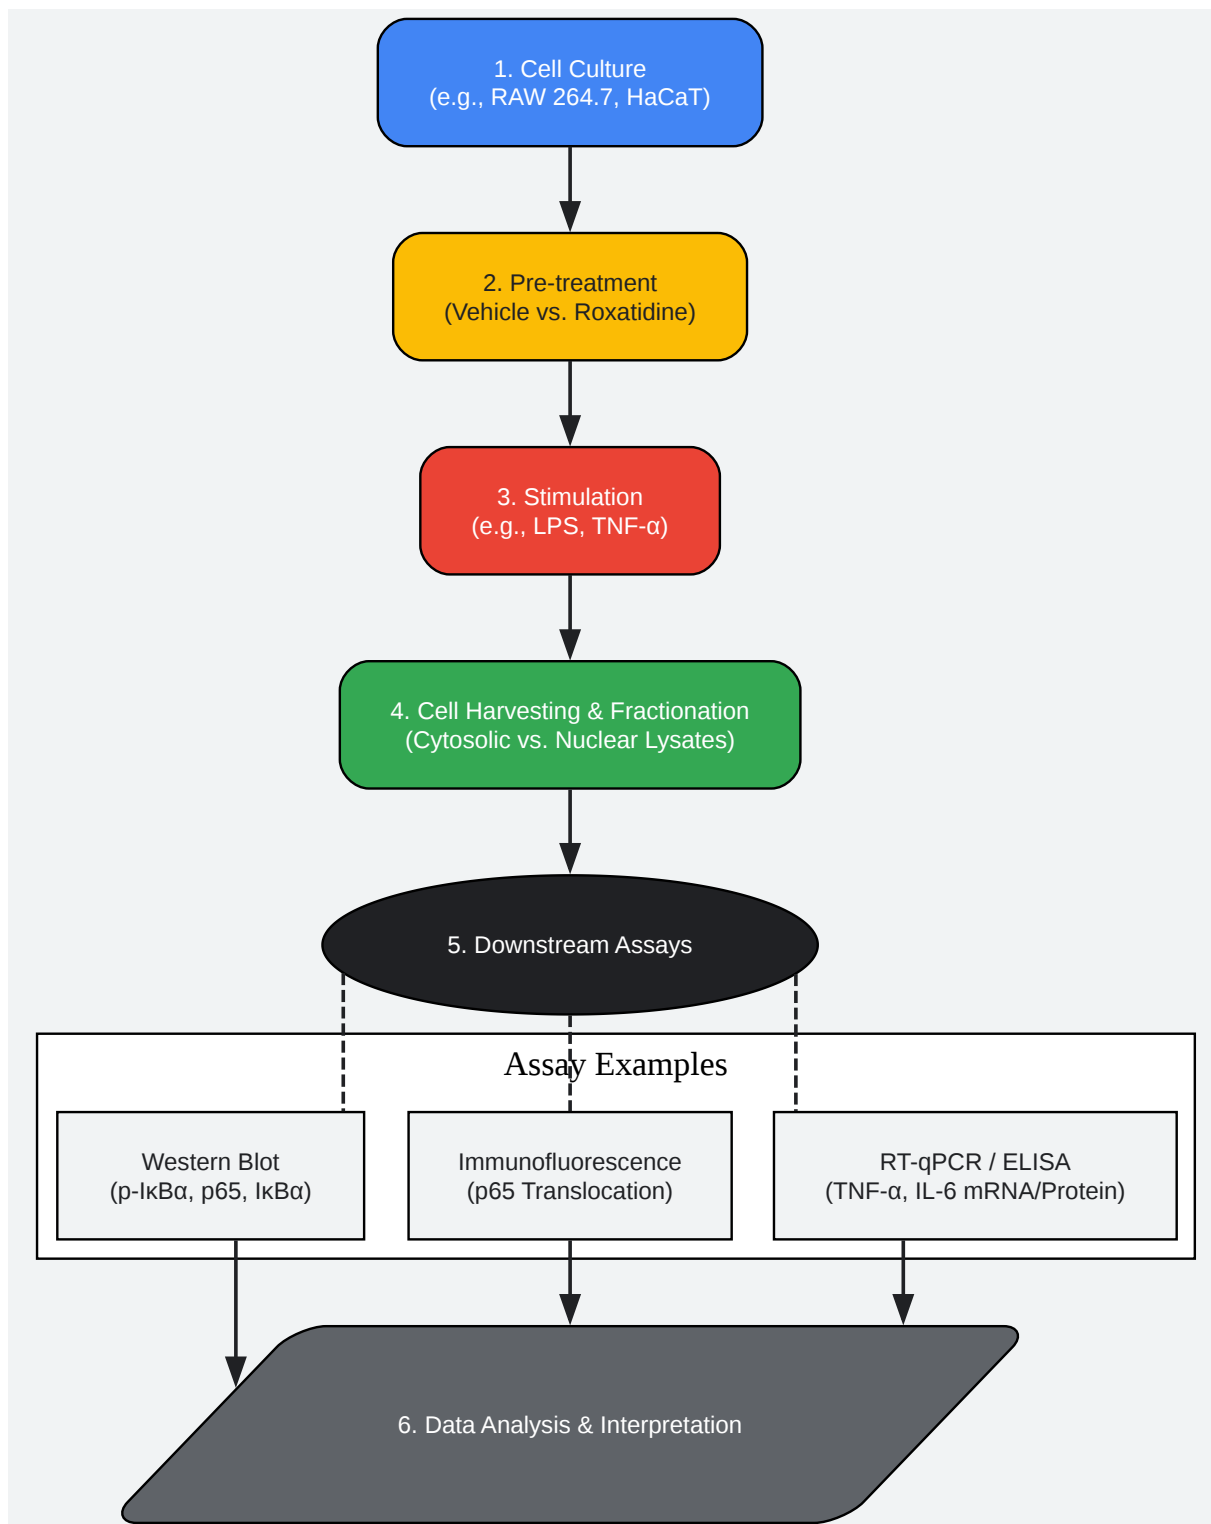 1. Cell Culture
(e.g., RAW 264.7, HaCaT)
2. Pre-treatment
(Vehicle vs. Roxatidine)
3. Stimulation
(e.g., LPS, TNF-α)
4. Cell Harvesting & Fractionation
(Cytosolic vs. Nuclear Lysates)
5. Downstream Assays
Assay Examples
Western Blot
(p-IκBα, p65, IκBα)
Immunofluorescence
(p65 Translocation)
RT-qPCR / ELISA
(TNF-α, IL-6 mRNA/Protein)
6. Data Analysis & Interpretation